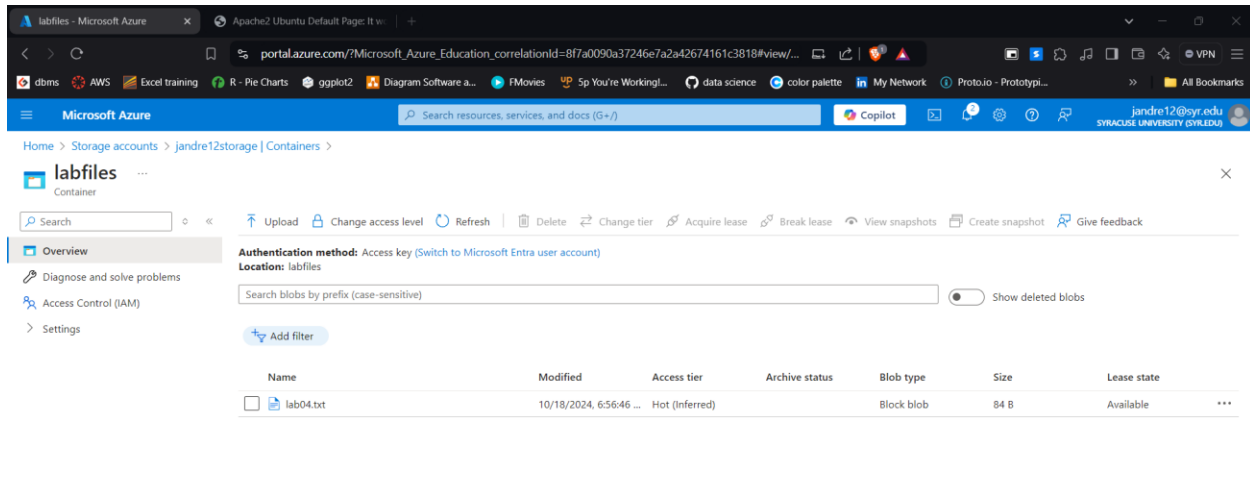 labfiles - Microsoft Azure
Apache2 Ubuntu Default Page: It w
portal.azure.com/?Microsoft_Azure_Education_correlationId=8f7a0090a37246e7a2a42674161c3818#view/...
VPN
dbms AWS Excel training R - Pie Charts ggplot2 Diagram Software a... FMovies 5p You're Working!... data science color palette My Network Proto.io - Prototypi... All Bookmarks
Microsoft Azure
Search resources, services, and docs (G+/)
Copilot
2
jandre12@syr.edu
SYRACUSE UNIVERSITY (SYR.EDU)
Home > Storage accounts > jandre12storage | Containers >
labfiles ...
Container
Search
Upload Change access level Refresh Delete Change tier Acquire lease Break lease View snapshots Create snapshot Give feedback
Overview
Diagnose and solve problems
Access Control (IAM)
Settings
Authentication method: Access key (Switch to Microsoft Entra user account)
Location: labfiles
Search blobs by prefix (case-sensitive)
Show deleted blobs
Add filter
Name Modified Access tier Archive status Blob type Size Lease state
lab04.txt 10/18/2024, 6:56:46 ... Hot (Inferred) Block blob 84 B Available ...